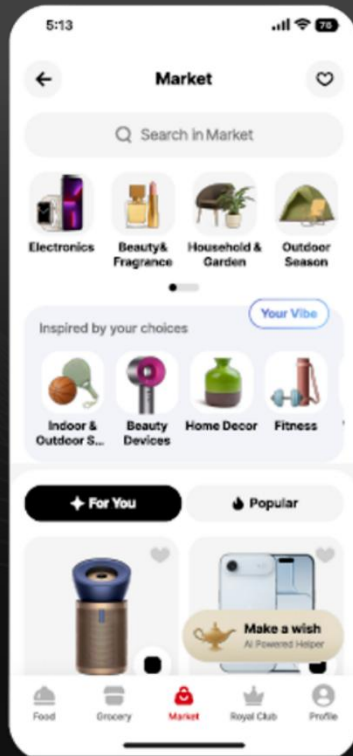 5:13
76
Market
Search in Market
Electronics
Beauty&
Fragrance
Household &
Garden
Outdoor
Season
Your Vibe
Inspired by your choices
Indoor &
Outdoor S...
Beauty
Devices
Home Decor
Fitness
For You
Popular
Make a wish
AI Powered Helper
Food
Grocery
Market
Royal Club
Profile